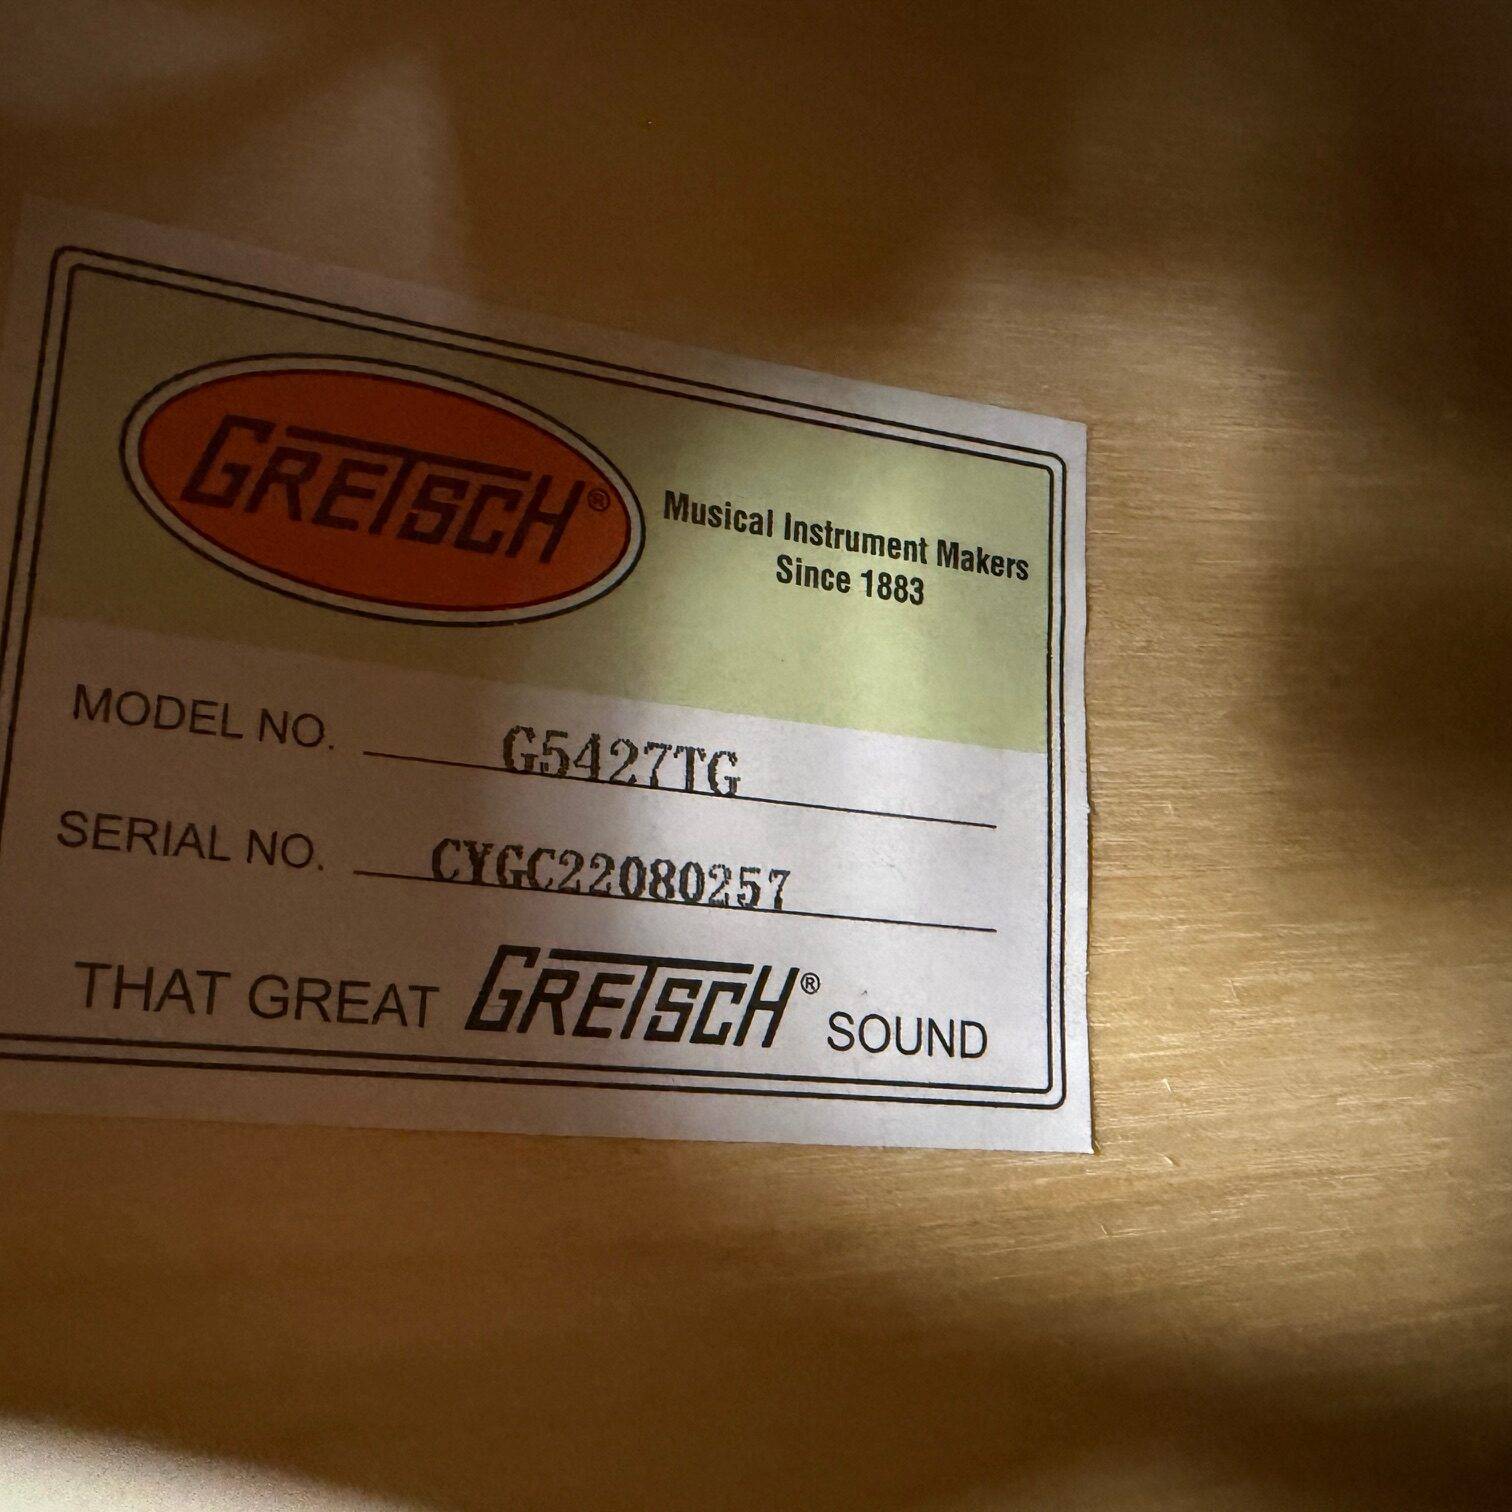 GRETSCH®
Musical Instrument Makers
Since 1883
MODEL NO. G5427TG
SERIAL NO. CYGC22080257
THAT GREAT GRETSCH® SOUND